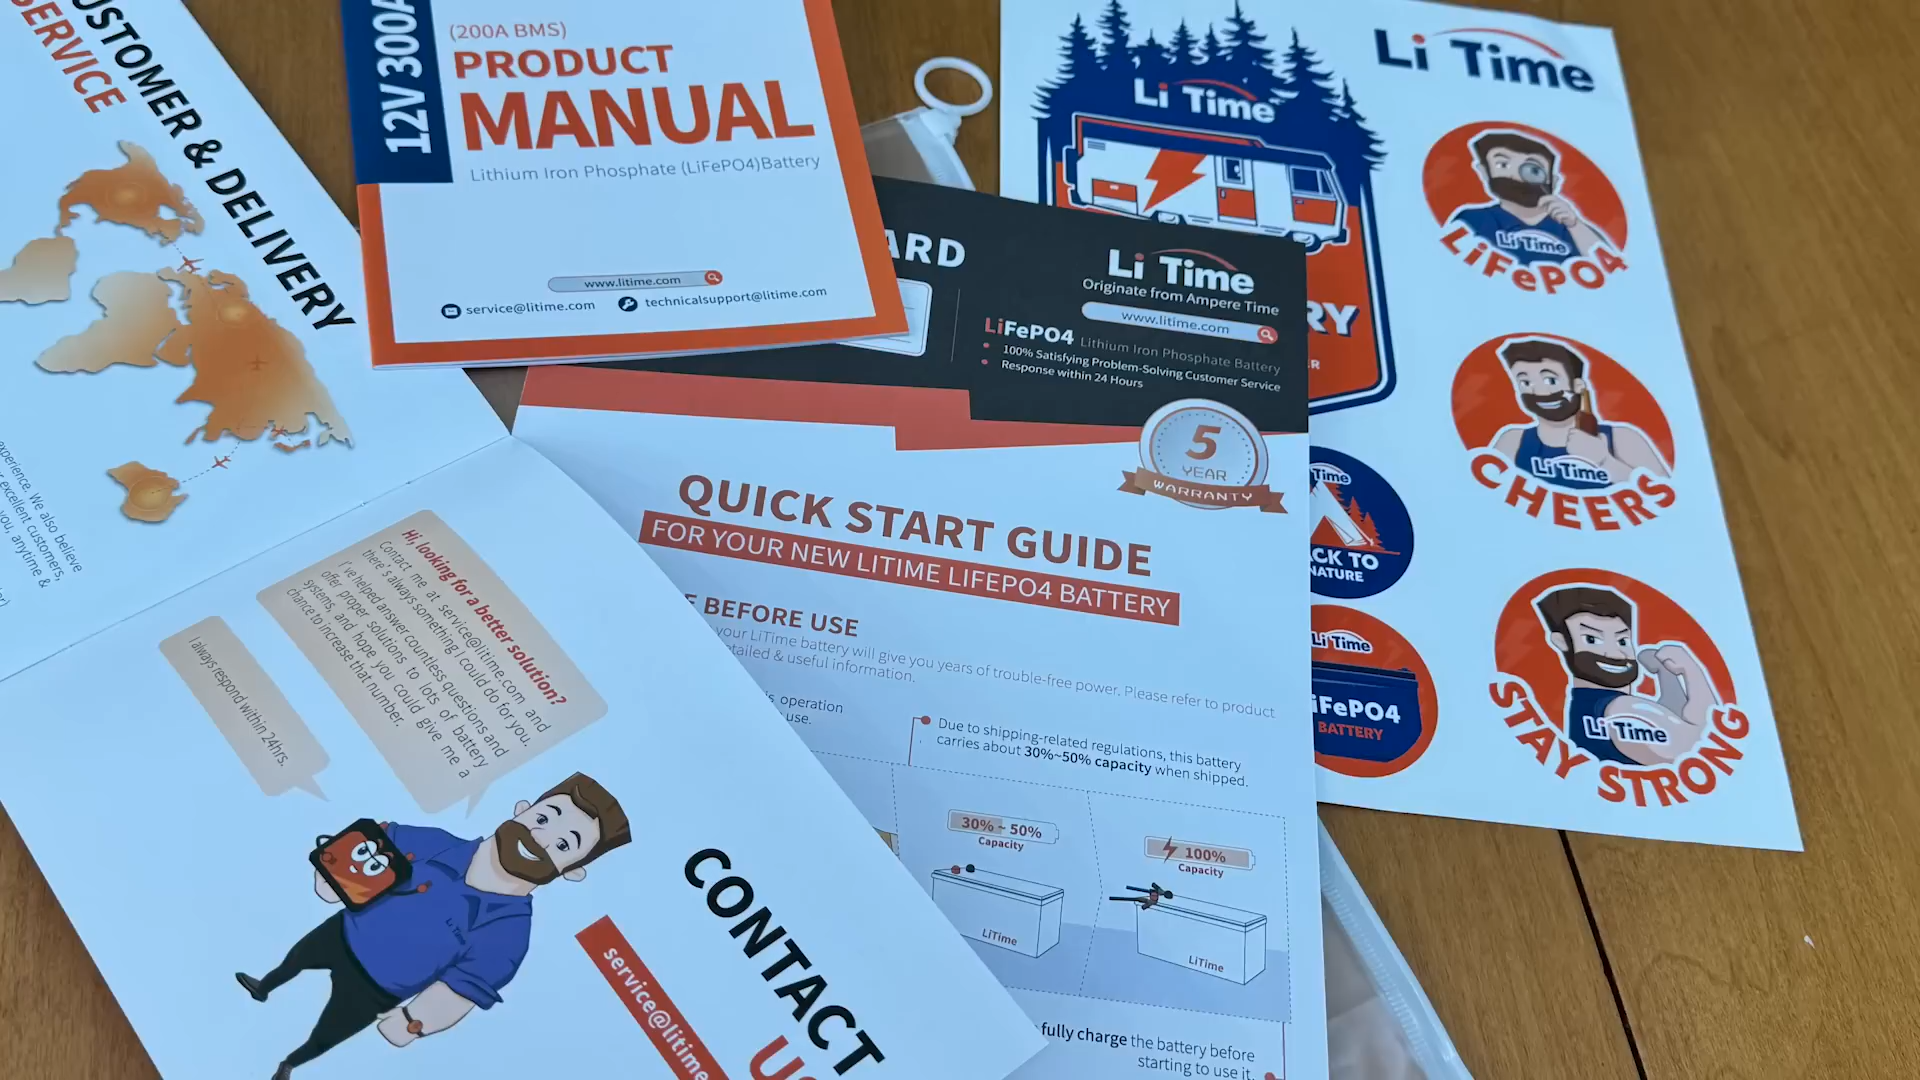 CUSTOMER & DELIVERY
SERVICE
experience. We also believe
excellent customers,
you, anytime &
Hi, looking for a better solution?
Contact me at service@litime.com and
there's always something I could do for you.
I've helped answer countless questions and
offer proper solutions to lots of battery
systems, and hope you could give me a
chance to increase that number.
I always respond within 24hrs.
Li Time
CONTACT
US
service@litime
12V 300A
(200A BMS)
PRODUCT
MANUAL
Lithium Iron Phosphate (LiFePO4)Battery
www.litime.com
service@litime.com
technicalsupport@litime.com
ARD
Li Time
Originate from Ampere Time
www.litime.com
LiFePO4 Lithium Iron Phosphate Battery
100% Satisfying Problem-Solving Customer Service
Response within 24 Hours
5
YEAR
WARRANTY
QUICK START GUIDE
FOR YOUR NEW LITIME LIFEPO4 BATTERY
BEFORE USE
your LiTime battery will give you years of trouble-free power. Please refer to product
detailed & useful information.
operation
use.
Due to shipping-related regulations, this battery
carries about 30%~50% capacity when shipped.
30% ~ 50%
Capacity
LiTime
100%
Capacity
LiTime
fully charge the battery before
starting to use it.
Li Time
Li Time
RY
R
Li Time
LiFePO4
Li Time
CHEERS
Time
ACK TO
NATURE
Li Time
iFePO4
BATTERY
Li Time
STAY STRONG